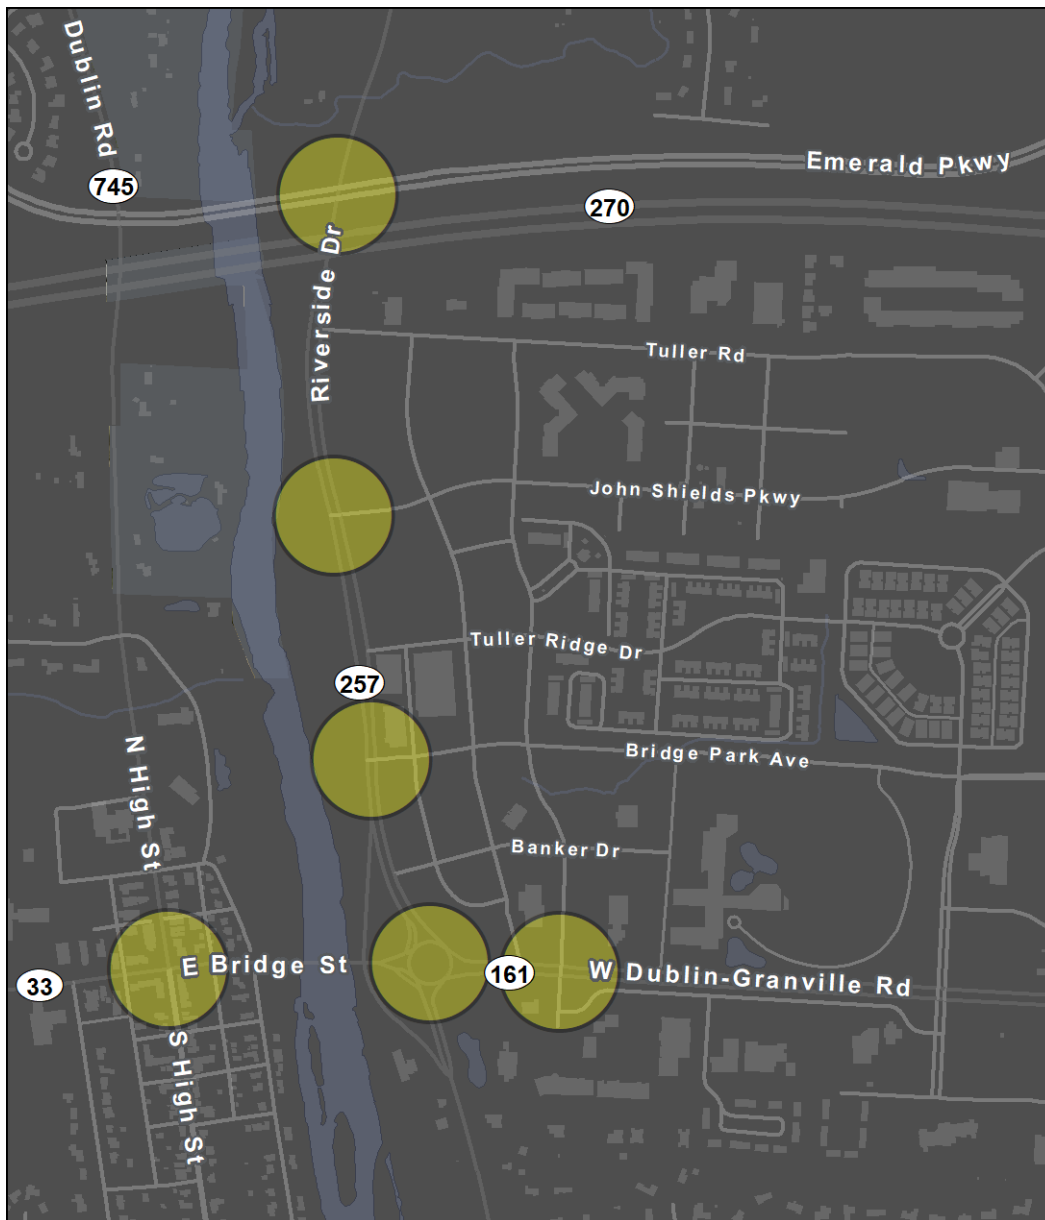 Dublin Rd
745
Emerald Pkwy
270
Riverside Dr
Tuller Rd
John Shields Pkwy
Tuller Ridge Dr
257
N High St
Bridge Park Ave
Banker Dr
E Bridge St
161
W Dublin-Granville Rd
33
S High St